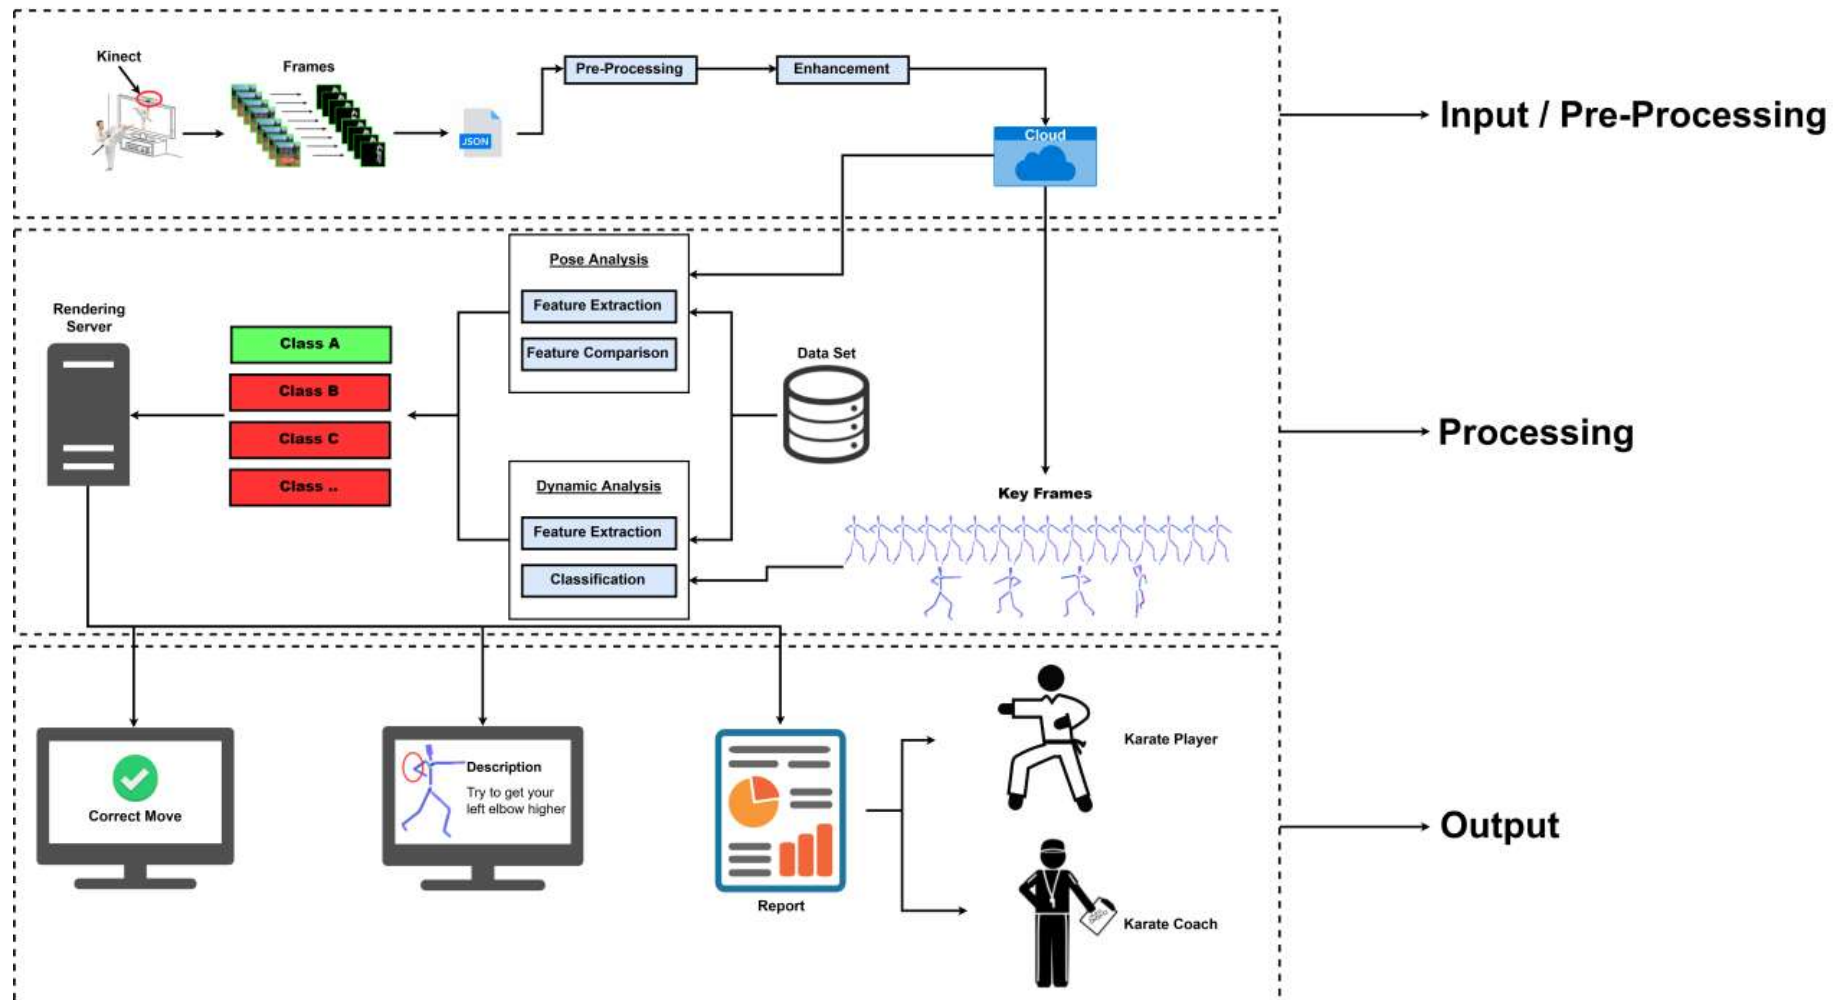 Kinect
Frames
JSON
Pre-Processing
Enhancement
Cloud
Input / Pre-Processing
Pose Analysis
Feature Extraction
Feature Comparison
Rendering
Server
Class A
Class B
Class C
Class ..
Data Set
Dynamic Analysis
Feature Extraction
Classification
Key Frames
Processing
Correct Move
Description
Try to get your
left elbow higher
Report
Karate Player
Karate Coach
Output